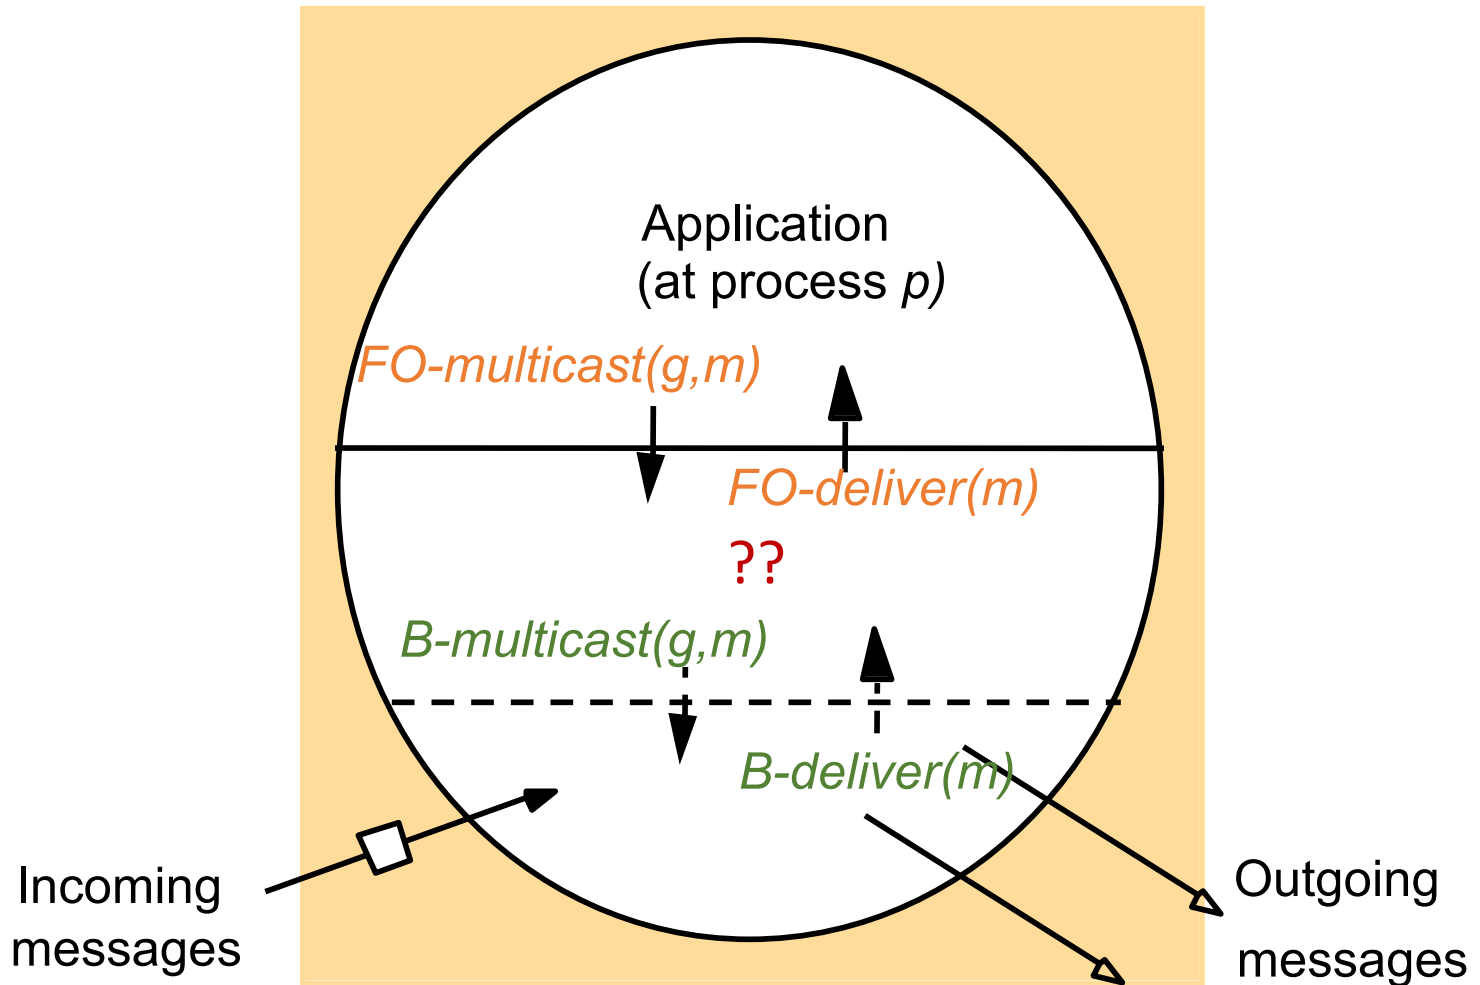 Application
(at process p)
FO-multicast(g,m)
FO-deliver(m)
??
B-multicast(g,m)
B-deliver(m)
Incoming
messages
Outgoing
messages